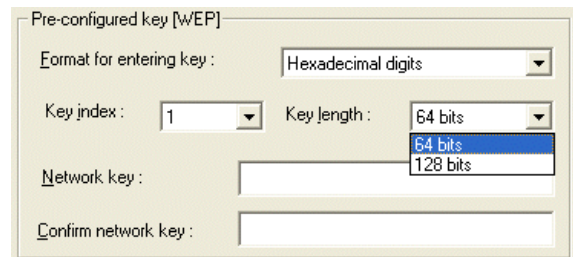 Pre-configured key [WEP]
Format for entering key : Hexadecimal digits
Key index : 1 Key length : 64 bits
64 bits
128 bits
Network key :
Confirm network key :